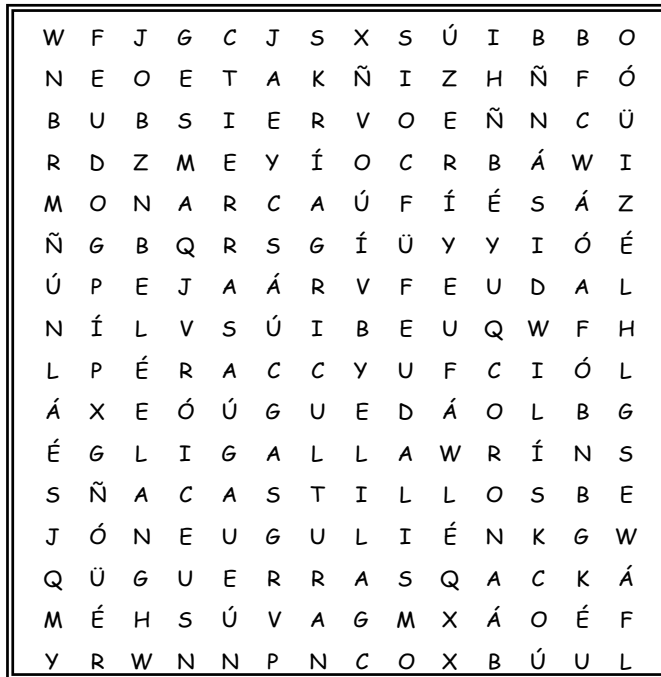 W F J G C J S X S Ú I B B O
N E O E T A K Ñ I Z H Ñ F Ó
B U B S I E R V O E Ñ N C Ü
R D Z M E Y Í O C R B Á W I
M O N A R C A Ú F Í É S Á Z
Ñ G B Q R S G Í Ü Y Y I Ó É
Ú P E J A Á R V F E U D A L
N Í L V S Ú I B E U Q W F H
L P É R A C C Y U F C I Ó L
Á X E Ó Ú G U E D Á O L B G
É G L I G A L L A W R Í N S
S Ñ A C A S T I L L O S B E
J Ó N E U G U L I É N K G W
Q Ü G U E R R A S Q A C K Á
M É H S Ú V A G M X Á O É F
Y R W N N P N C O X B Ú U L